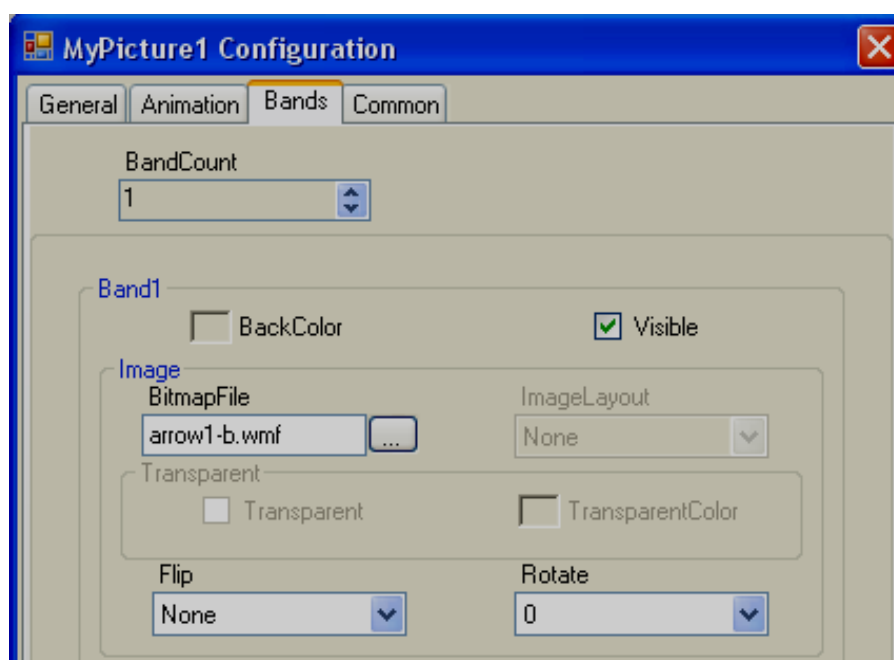 MyPicture1 Configuration
General Animation Bands Common
BandCount
1
Band1
BackColor Visible
Image
BitmapFile ImageLayout
arrow1-b.wmf ... None
Transparent
Transparent TransparentColor
Flip Rotate
None 0